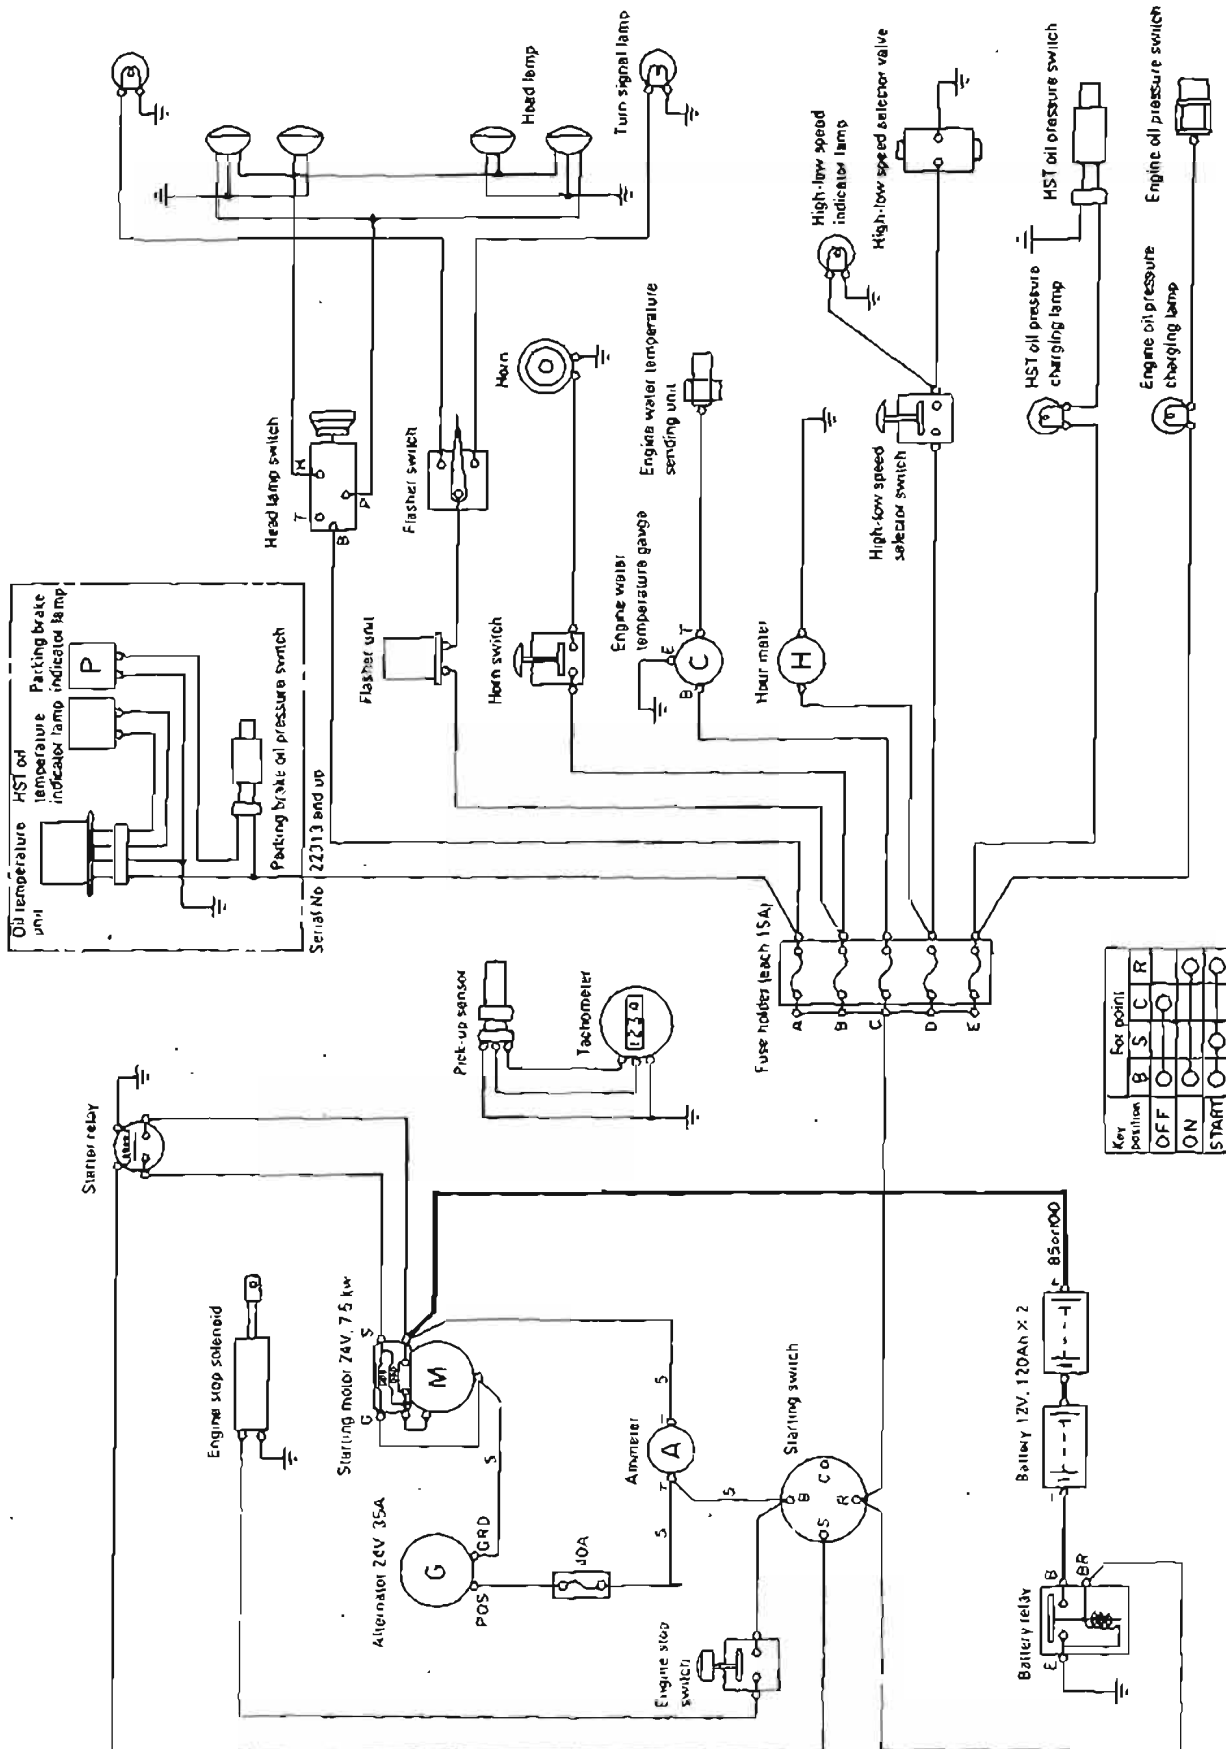 Starter relay
Engine stop solenoid
Starting motor 24V, 7.5 kw
S
G
M
Alternator 24V 35A
G
POS
GRD
5
Ammeter
A
+
−
5
5
5
Starting switch
B
C
R
S
Engine stop
switch
Battery 12V, 120Ah × 2
+
−
Battery relay
B
BR
E
Key
position
For point
B S C R
OFF
ON
START
Oil temperature
unit
HST oil
temperature
indicator lamp
Parking brake
indicator lamp
P
Parking brake oil pressure switch
Serial No 22313 and up
Pick-up sensor
Tachometer
1230
Fuse holder (each 15A)
A
B
C
D
E
Head lamp switch
H
T
P
B
Flasher switch
Flasher unit
Horn
Horn switch
Engine water
temperature gauge
C
B
E
T
Engine water temperature
sending unit
Hour meter
H
High-low speed
selector switch
High-low speed
indicator lamp
High-low speed selector valve
HST oil pressure
charging lamp
HST oil pressure switch
Engine oil pressure
charging lamp
Engine oil pressure switch
Head lamp
Turn signal lamp